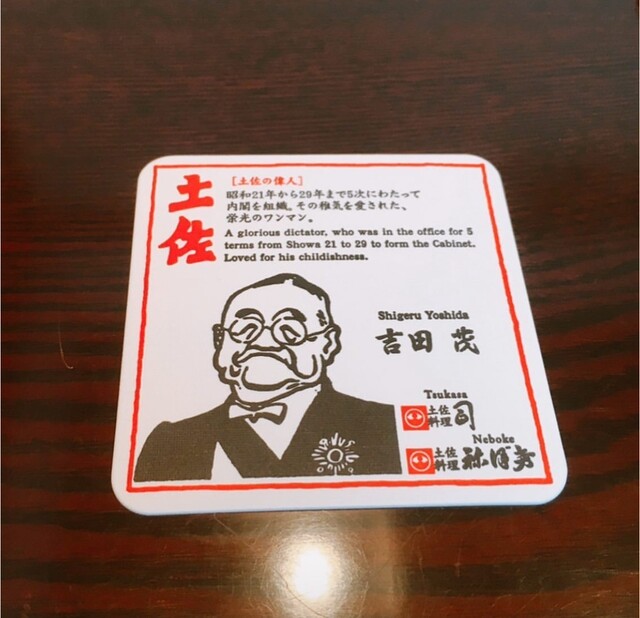 土佐
［土佐の偉人］
昭和21年から29年まで5次にわたって
内閣を組織。その稚気を愛された、
栄光のワンマン。
A glorious dictator, who was in the office for 5
terms from Showa 21 to 29 to form the Cabinet.
Loved for his childishness.
Shigeru Yoshida
吉田 茂
Tsukasa
土佐
料理
司
Neboke
土佐
料理
祢保希